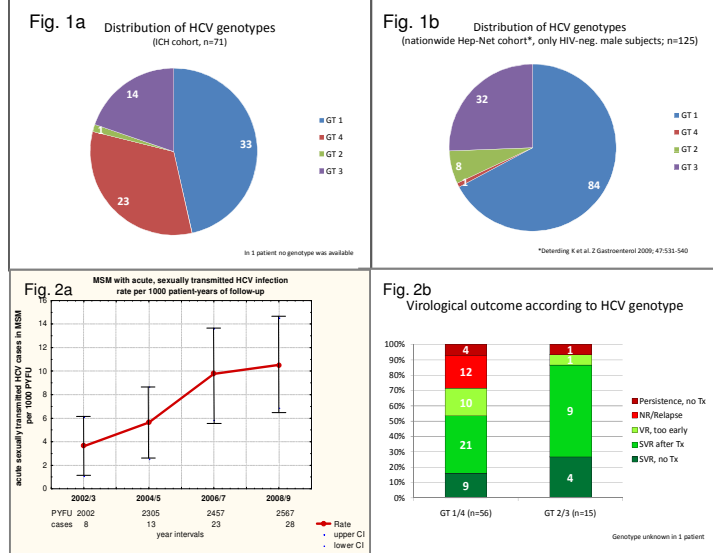 Fig. 1a
Distribution of HCV genotypes
(ICH cohort, n=71)
14
1
33
23
GT 1
GT 4
GT 2
GT 3
In 1 patient no genotype was available
Fig. 1b
Distribution of HCV genotypes
(nationwide Hep-Net cohort*, only HIV-neg. male subjects; n=125)
32
8
1
84
GT 1
GT 4
GT 2
GT 3
*Deterding K et al. Z Gastroenterol 2009; 47:531-540
Fig. 2a
MSM with acute, sexually transmitted HCV infection
rate per 1000 patient-years of follow-up
acute sexually transmitted HCV cases in MSM
per 1000 PYFU
16
14
12
10
8
6
4
2
0
2002/3 2004/5 2006/7 2008/9
PYFU 2002 2305 2457 2567
cases 8 13 23 28
year intervals
Rate
upper CI
lower CI
Fig. 2b
Virological outcome according to HCV genotype
100%
90%
80%
70%
60%
50%
40%
30%
20%
10%
0%
4
12
10
21
9
1
1
9
4
GT 1/4 (n=56) GT 2/3 (n=15)
Persistence, no Tx
NR/Relapse
VR, too early
SVR after Tx
SVR, no Tx
Genotype unknown in 1 patient